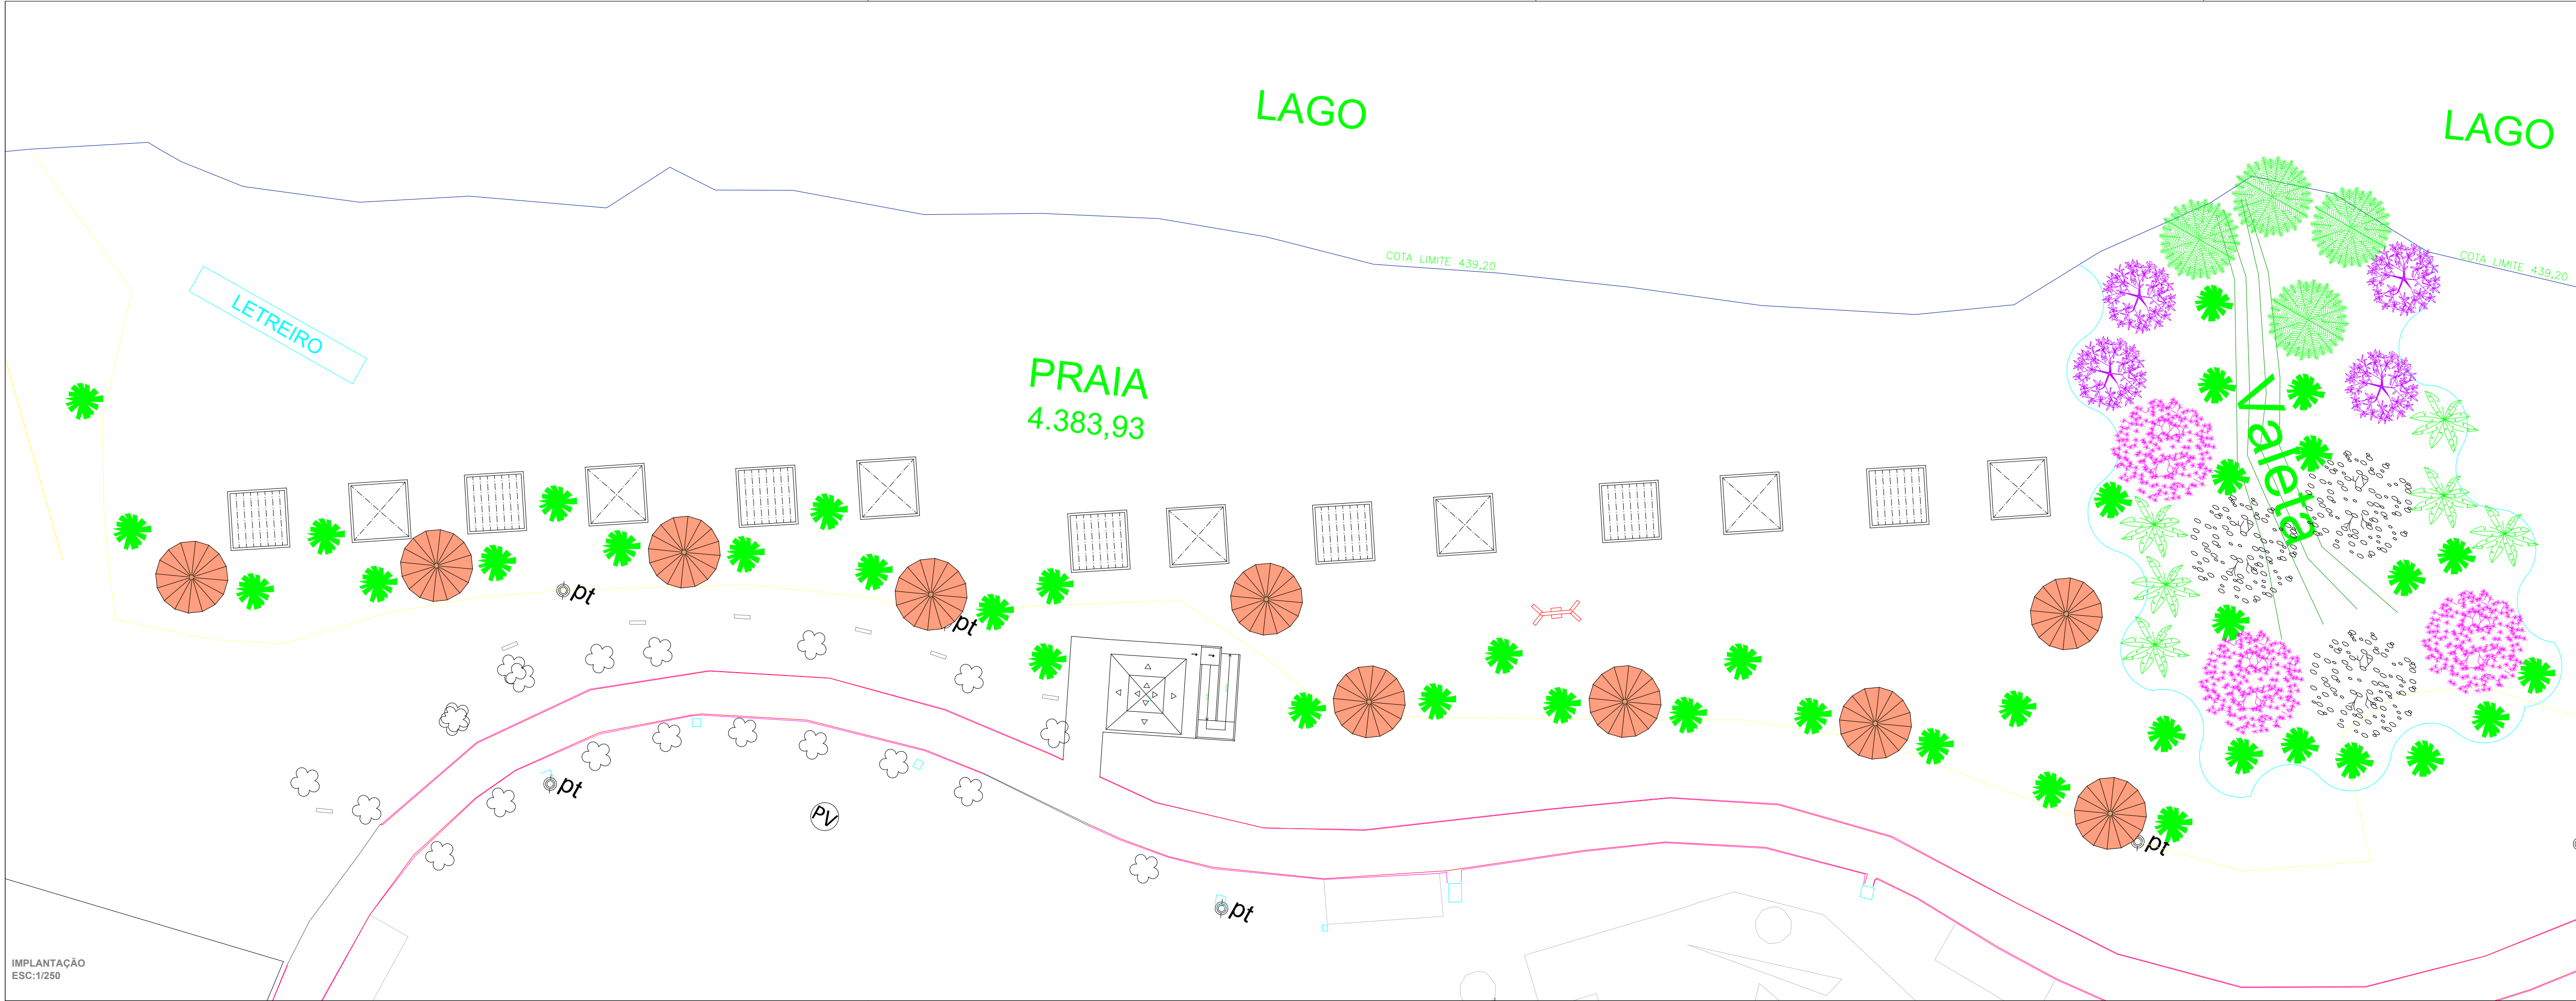 LAGO
LAGO
COTA LIMITE 439,20
COTA LIMITE 439,20
LETREIRO
PRAIA
4.383,93
Valeta
pt
pt
pt
PV
pt
pt
IMPLANTAÇÃO
ESC:1/250